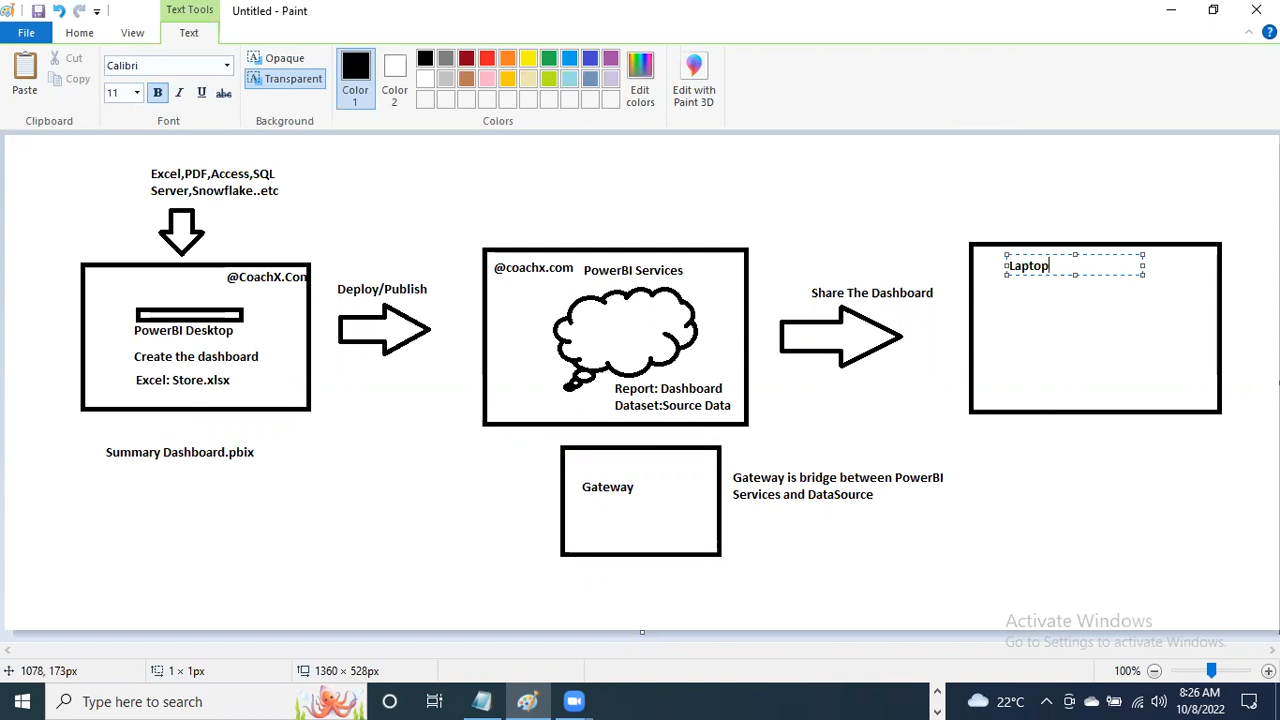 Text Tools
Untitled - Paint
File
Home
View
Text
Paste
Cut
Copy
Clipboard
Calibri
11
B
I
U
abc
Font
Opaque
Transparent
Background
Color
1
Color
2
Edit
colors
Colors
Edit with
Paint 3D
Excel,PDF,Access,SQL
Server,Snowflake..etc
@CoachX.Com
PowerBI Desktop
Create the dashboard
Excel: Store.xlsx
Summary Dashboard.pbix
Deploy/Publish
@coachx.com
PowerBI Services
Report: Dashboard
Dataset:Source Data
Gateway
Gateway is bridge between PowerBI
Services and DataSource
Share The Dashboard
Laptop
Activate Windows
Go to Settings to activate Windows.
1078, 173px
1 × 1px
1360 × 528px
100%
Type here to search
22°C
8:26 AM
10/8/2022